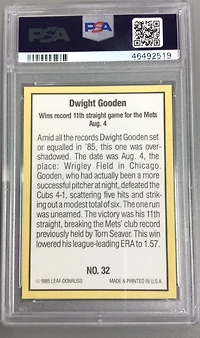 PSA
PSA
46492519
Dwight Gooden
Wins record 11th straight game for the Mets
Aug. 4
Amid all the records Dwight Gooden set
or equalled in '85, this one was over-
shadowed. The date was Aug. 4, the
place: Wrigley Field in Chicago.
Gooden, who had actually been a more
successful pitcher at night, defeated the
Cubs 4-1, scattering five hits and strik-
ing out a modest total of six. The one run
was unearned. The victory was his 11th
straight, breaking the Mets' club record
previously held by Tom Seaver. This win
lowered his league-leading ERA to 1.57.
NO. 32
© 1985 LEAF-DONRUSS
MADE & PRINTED IN U.S.A.